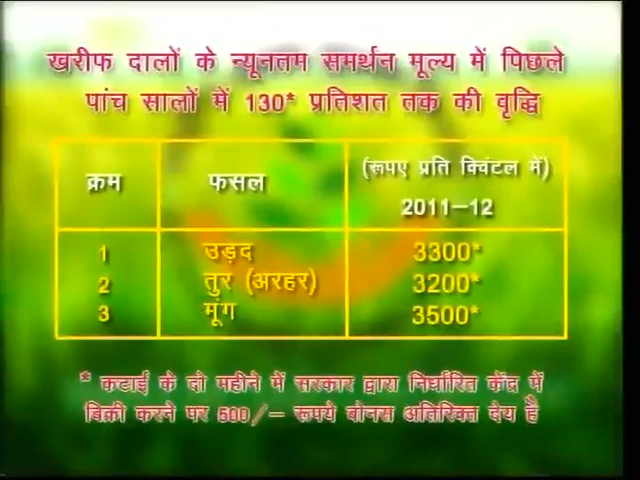 खरीफ दालों के न्यूनतम समर्थन मूल्य में पिछले
पांच सालों में 130* प्रतिशत तक की वृद्धि
क्रम फसल (रूपए प्रति क्विंटल में) 2011-12
1 उड़द 3300*
2 तुर (अरहर) 3200*
3 मूंग 3500*
* कटाई के दो महीने में सरकार द्वारा निर्धारित केंद्र में
बिक्री करने पर 500/- रूपये बोनस अतिरिक्त देय है